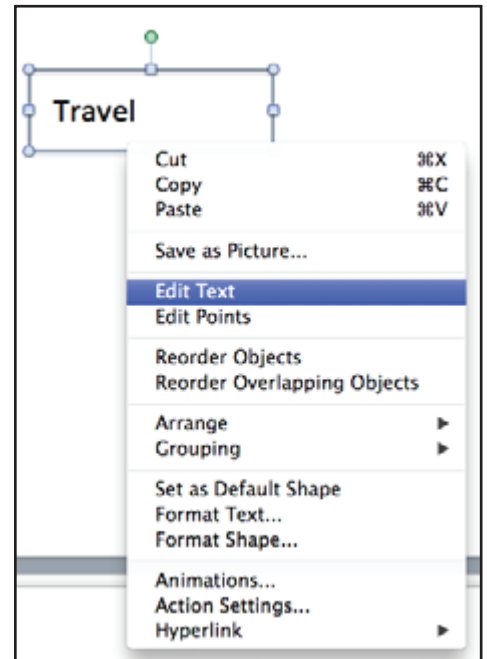 Travel
Cut ⌘X
Copy ⌘C
Paste ⌘V
Save as Picture...
Edit Text
Edit Points
Reorder Objects
Reorder Overlapping Objects
Arrange ▶
Grouping ▶
Set as Default Shape
Format Text...
Format Shape...
Animations...
Action Settings...
Hyperlink ▶